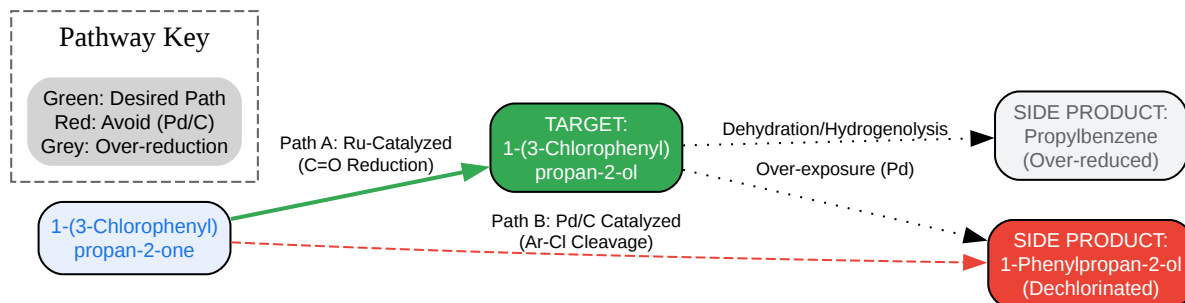 Pathway Key
Green: Desired Path
Red: Avoid (Pd/C)
Grey: Over-reduction
1-(3-Chlorophenyl)
propan-2-one
Path A: Ru-Catalyzed
(C=O Reduction)
TARGET:
1-(3-Chlorophenyl)
propan-2-ol
Path B: Pd/C Catalyzed
(Ar-Cl Cleavage)
Dehydration/Hydrogenolysis
Over-exposure (Pd)
SIDE PRODUCT:
Propylbenzene
(Over-reduced)
SIDE PRODUCT:
1-Phenylpropan-2-ol
(Dechlorinated)